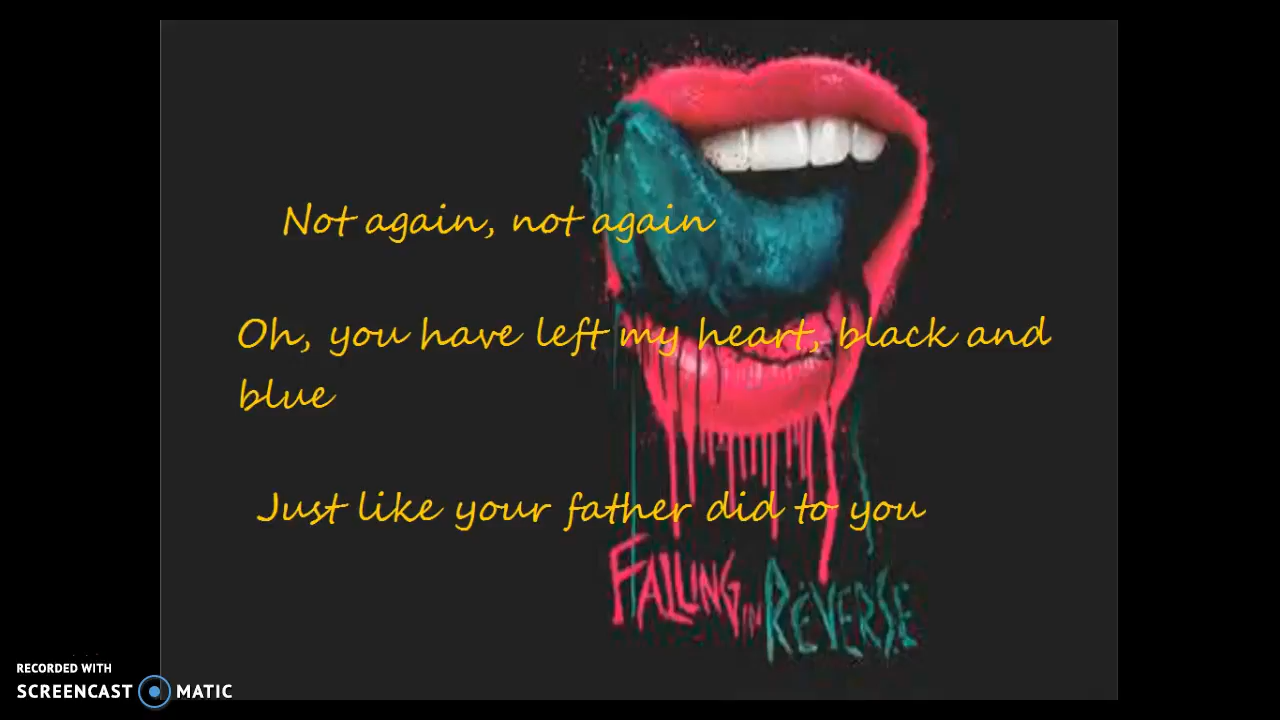 Not again, not again
Oh, you have left my heart, black and
blue
Just like your father did to you
FALLING IN REVERSE
RECORDED WITH
SCREENCAST MATIC